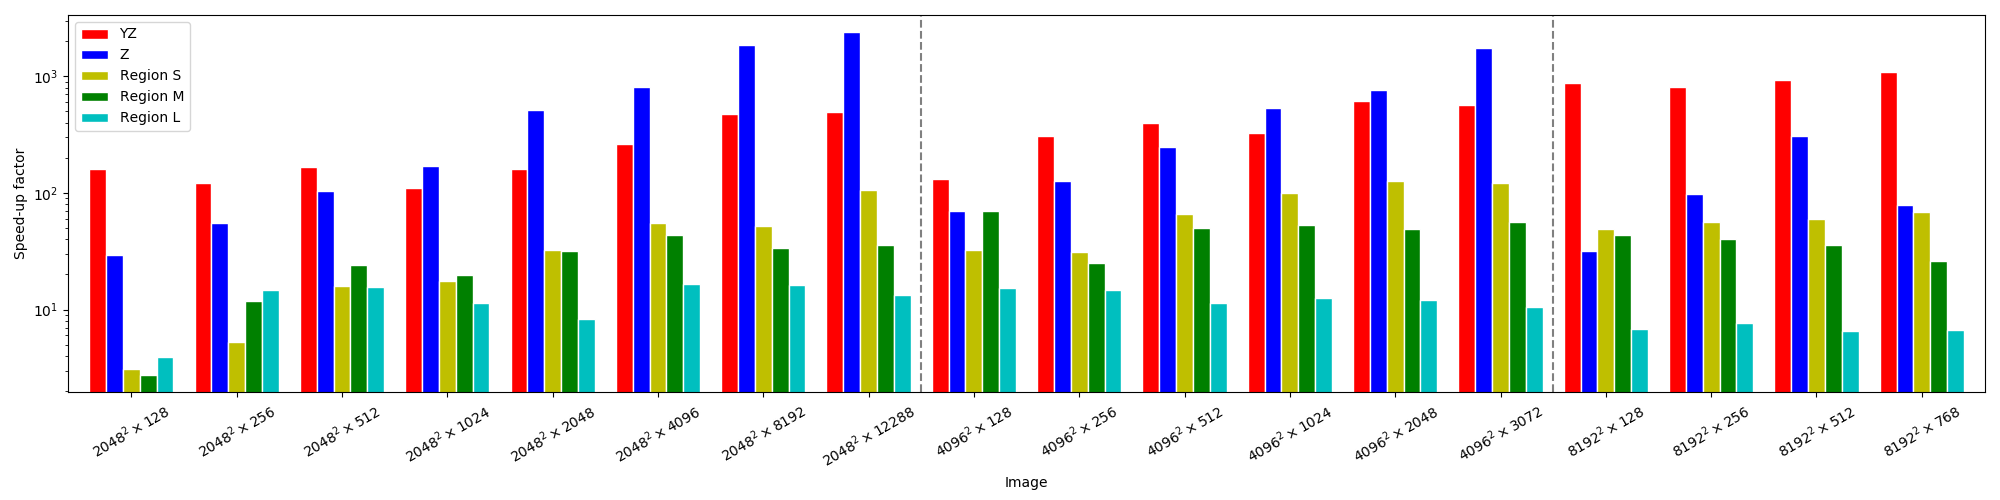 YZ
Z
Region S
Region M
Region L
Speed-up factor
10³
10²
10¹
2048² × 128
2048² × 256
2048² × 512
2048² × 1024
2048² × 2048
2048² × 4096
2048² × 8192
2048² × 12288
4096² × 128
4096² × 256
4096² × 512
4096² × 1024
4096² × 2048
4096² × 3072
8192² × 128
8192² × 256
8192² × 512
8192² × 768
Image